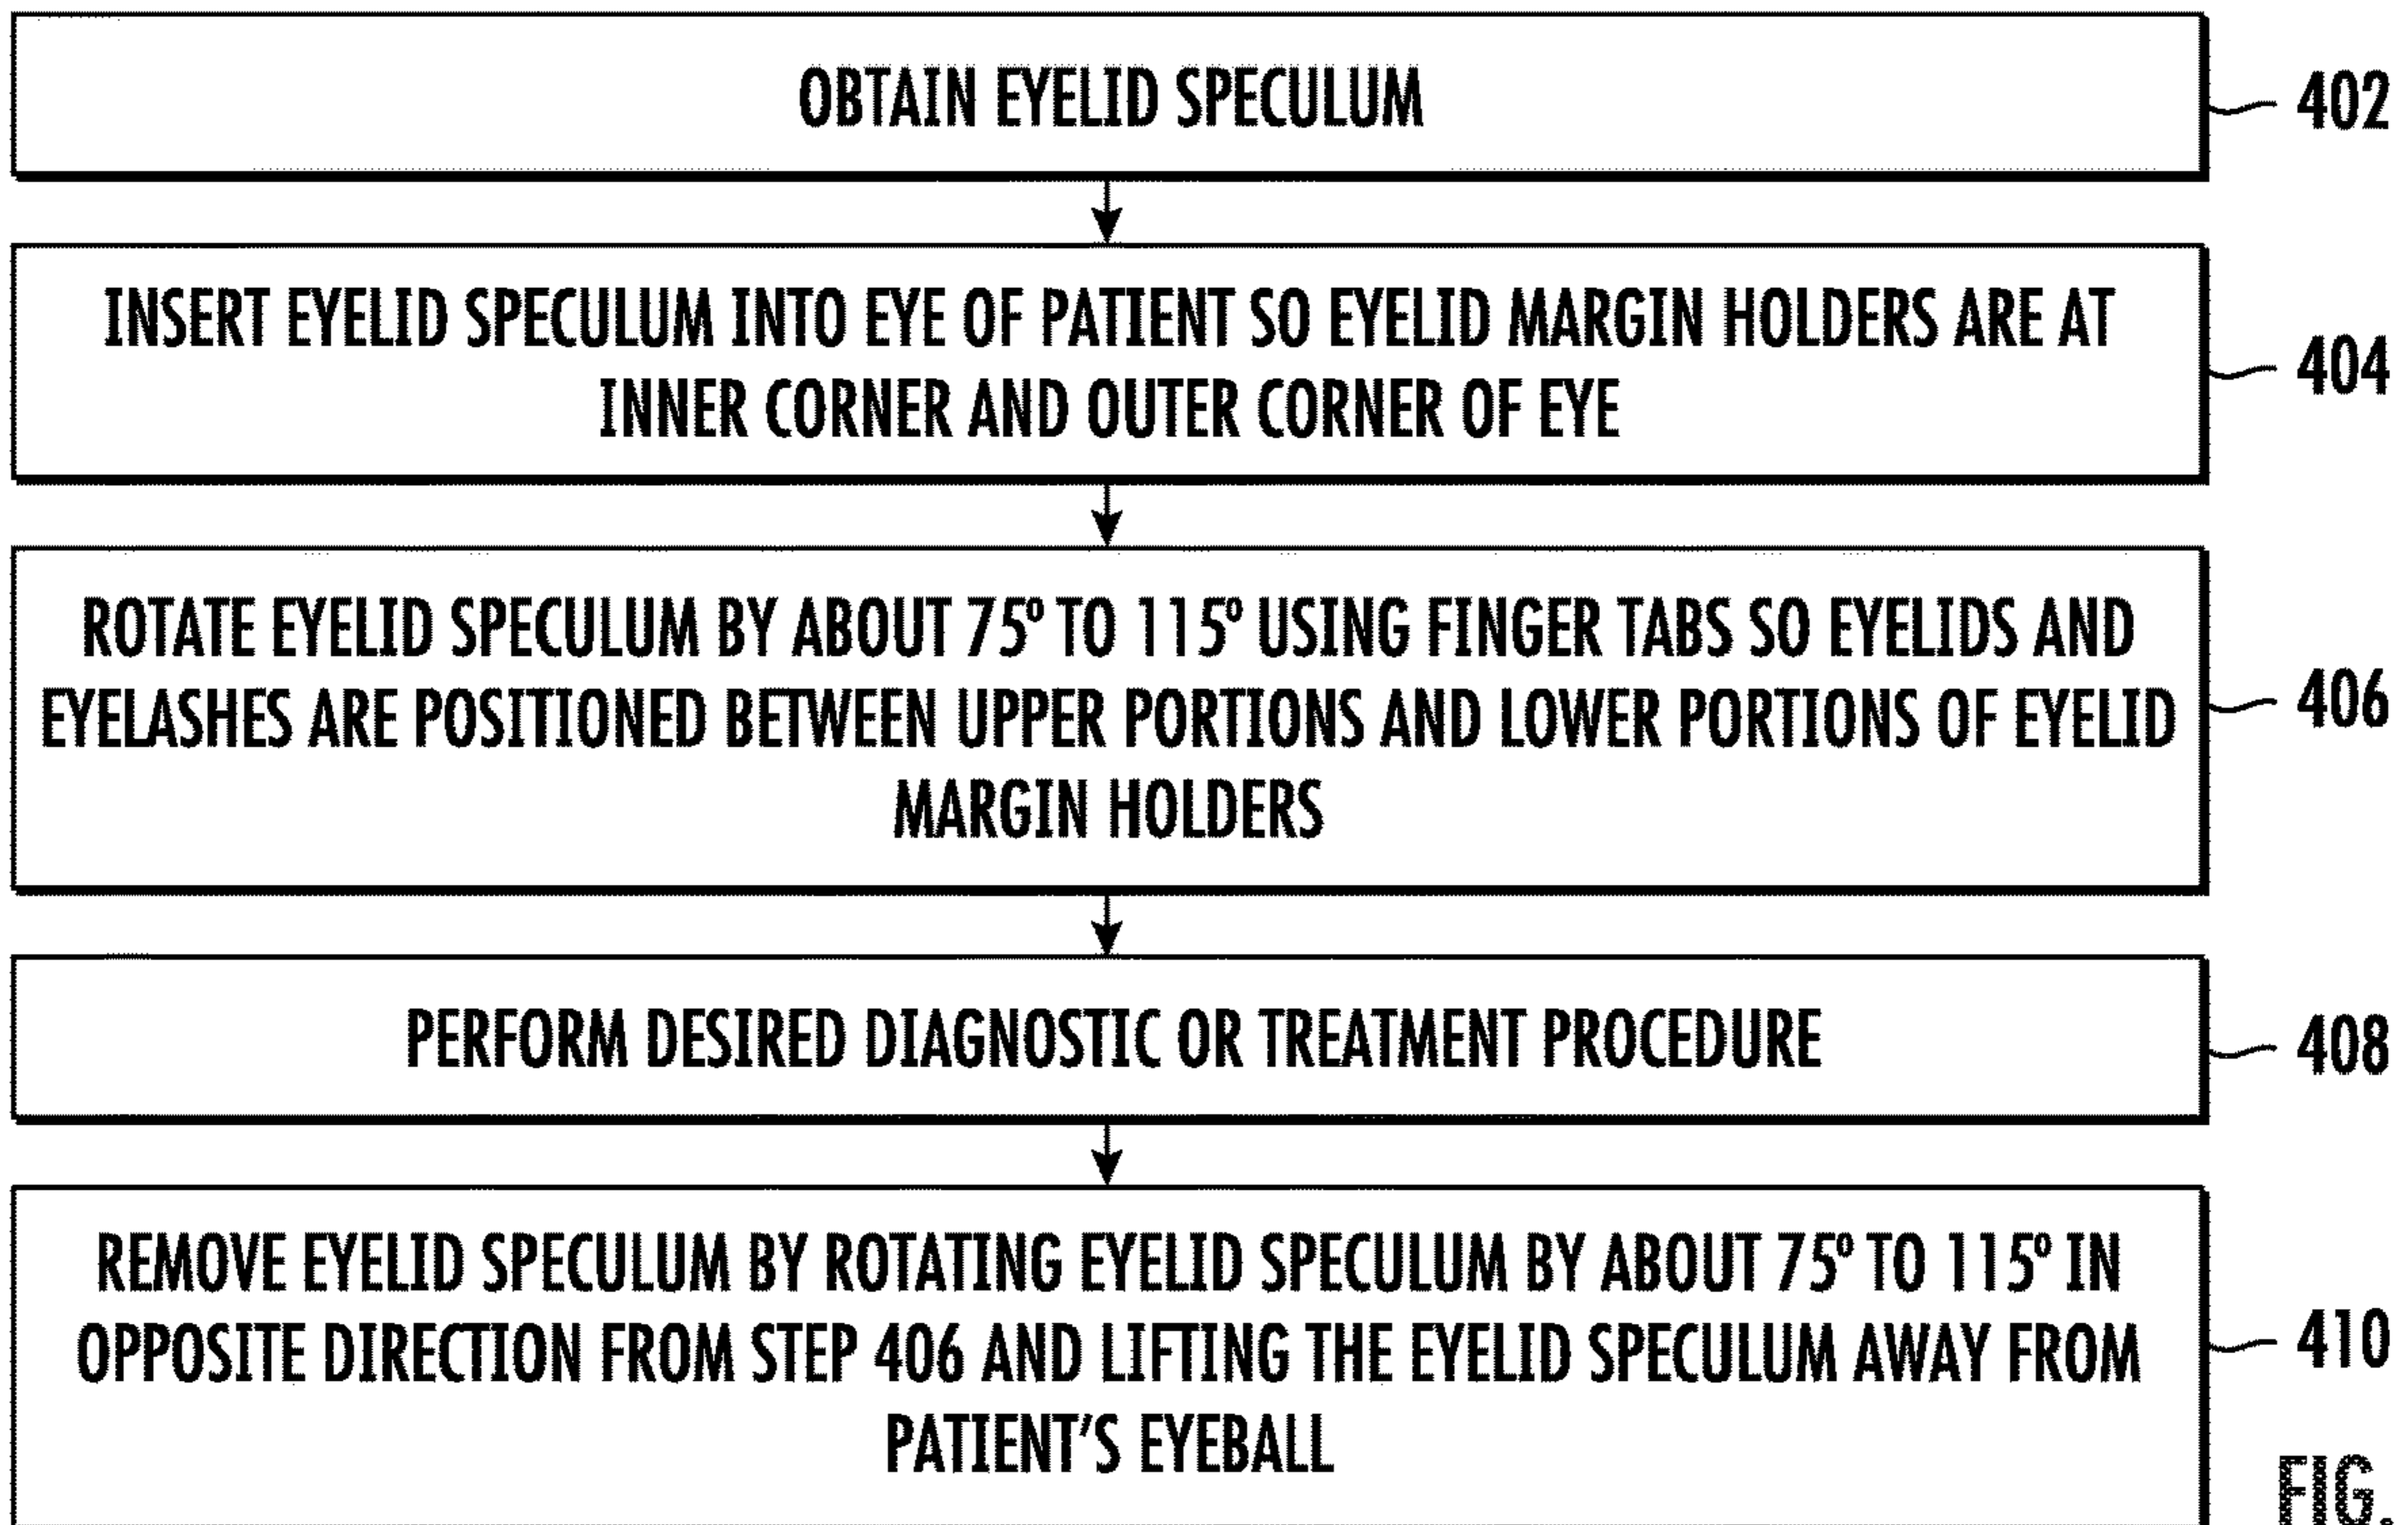 OBTAIN EYELID SPECULUM
402
INSERT EYELID SPECULUM INTO EYE OF PATIENT SO EYELID MARGIN HOLDERS ARE AT
INNER CORNER AND OUTER CORNER OF EYE
404
ROTATE EYELID SPECULUM BY ABOUT 75° TO 115° USING FINGER TABS SO EYELIDS AND
EYELASHES ARE POSITIONED BETWEEN UPPER PORTIONS AND LOWER PORTIONS OF EYELID
MARGIN HOLDERS
406
PERFORM DESIRED DIAGNOSTIC OR TREATMENT PROCEDURE
408
REMOVE EYELID SPECULUM BY ROTATING EYELID SPECULUM BY ABOUT 75° TO 115° IN
OPPOSITE DIRECTION FROM STEP 406 AND LIFTING THE EYELID SPECULUM AWAY FROM
PATIENT'S EYEBALL
410
FIG.